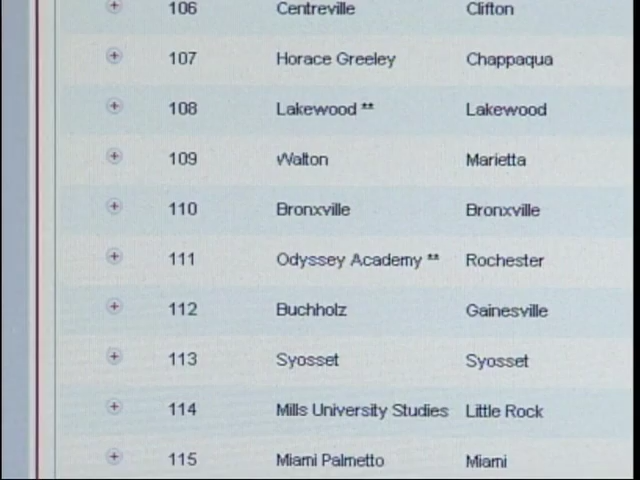 106 Centreville Clifton
107 Horace Greeley Chappaqua
108 Lakewood ** Lakewood
109 Walton Marietta
110 Bronxville Bronxville
111 Odyssey Academy ** Rochester
112 Buchholz Gainesville
113 Syosset Syosset
114 Mills University Studies Little Rock
115 Miami Palmetto Miami